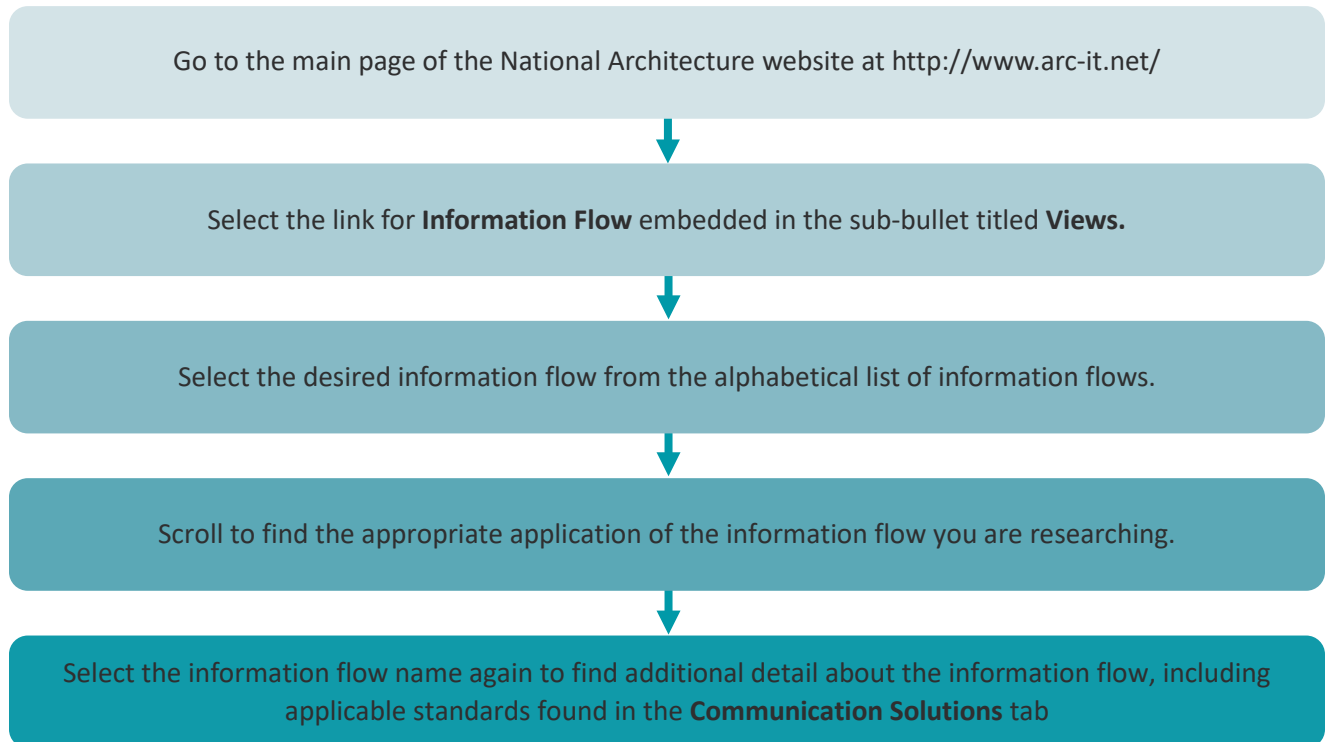 Go to the main page of the National Architecture website at http://www.arc-it.net/
Select the link for Information Flow embedded in the sub-bullet titled Views.
Select the desired information flow from the alphabetical list of information flows.
Scroll to find the appropriate application of the information flow you are researching.
Select the information flow name again to find additional detail about the information flow, including
applicable standards found in the Communication Solutions tab